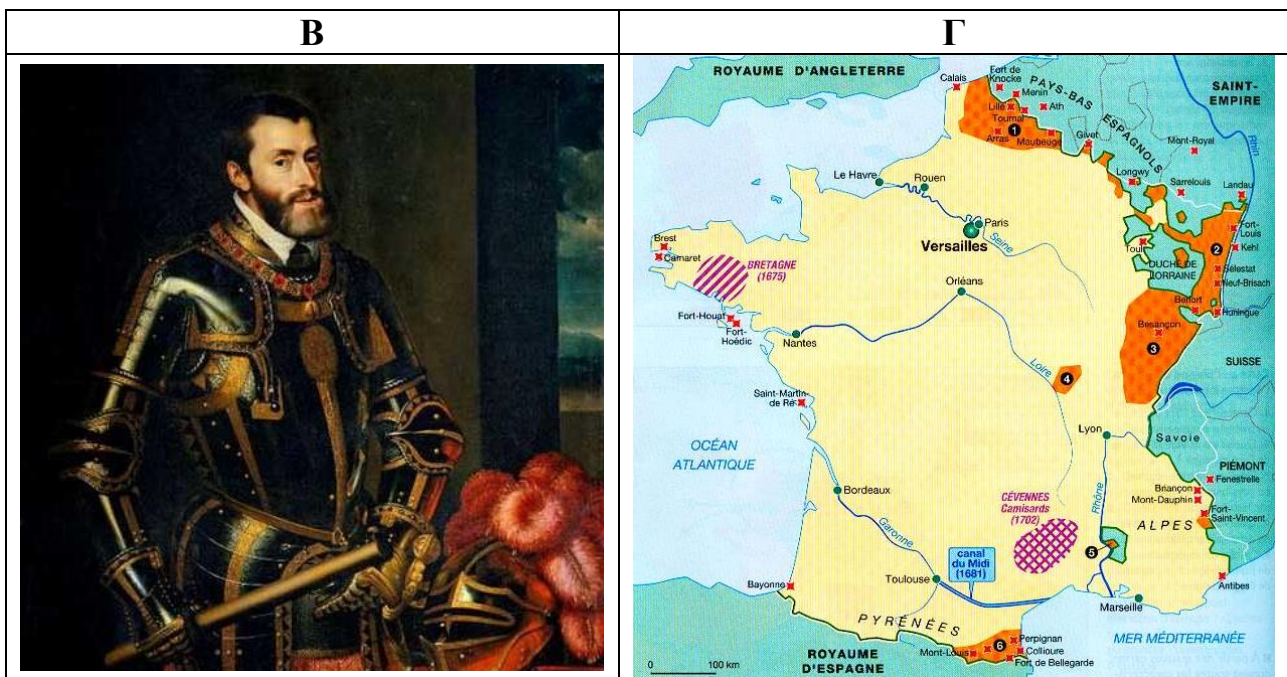 В
Г
ROYAUME D'ANGLETERRE
Calais
Fort de
Knocke
Menin
PAYS-BAS
ESPAGNOLS
SAINT-
EMPIRE
Lille
Ath
Tournai
1
Arras
Maubeuge
Givet
Mont-Royal
Rhin
Le Havre
Rouen
Longwy
Sarrelouis
Landau
Paris
Versailles
Seine
Toul
2
Fort-
Louis
Kehl
DUCHÉ DE
LORRAINE
Sélestat
Neuf-Brisach
Brest
Camaret
BRETAGNE
(1675)
Orléans
Belfort
Huningue
Fort-Houat
Fort-
Hoédic
Nantes
Besançon
3
SUISSE
Loire
4
Saint-Martin-
de Ré
Lyon
Savoie
OCÉAN
ATLANTIQUE
PIÉMONT
Fenestrelle
Briançon
Mont-Dauphin
Fort-
Saint-Vincent
Bordeaux
CÉVENNES
Camisards
(1702)
Rhône
ALPES
Garonne
5
canal
du Midi
(1681)
Bayonne
Toulouse
Antibes
Marseille
PYRÉNÉES
Perpignan
6
Mont-Louis
Collioure
Fort de Bellegarde
MER MÉDITERRANÉE
ROYAUME
D'ESPAGNE
0
100 km